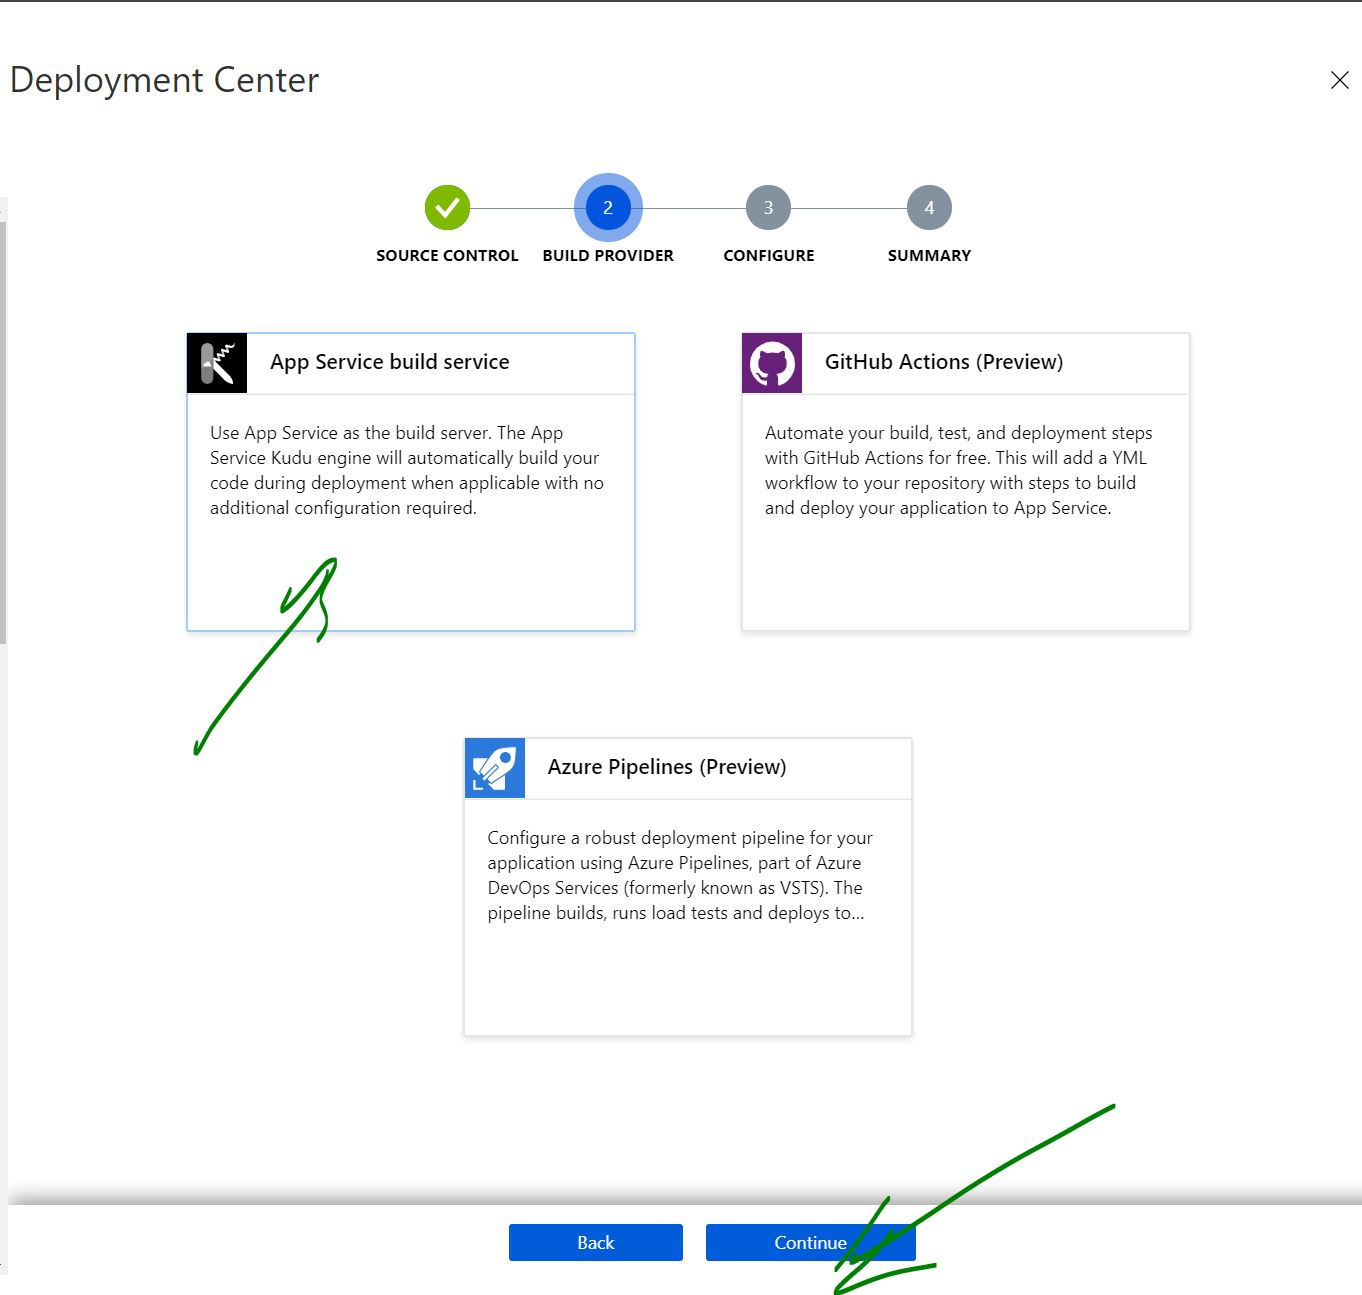 Deployment Center
2
3
4
SOURCE CONTROL
BUILD PROVIDER
CONFIGURE
SUMMARY
App Service build service
Use App Service as the build server. The App
Service Kudu engine will automatically build your
code during deployment when applicable with no
additional configuration required.
GitHub Actions (Preview)
Automate your build, test, and deployment steps
with GitHub Actions for free. This will add a YML
workflow to your repository with steps to build
and deploy your application to App Service.
Azure Pipelines (Preview)
Configure a robust deployment pipeline for your
application using Azure Pipelines, part of Azure
DevOps Services (formerly known as VSTS). The
pipeline builds, runs load tests and deploys to...
Back
Continue